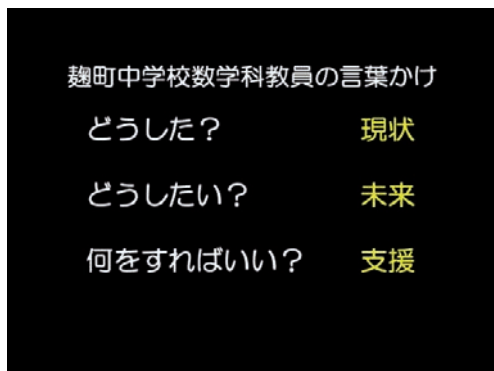 麹町中学校数学科教員の言葉かけ
どうした？ 現状
どうしたい？ 未来
何をすればいい？ 支援